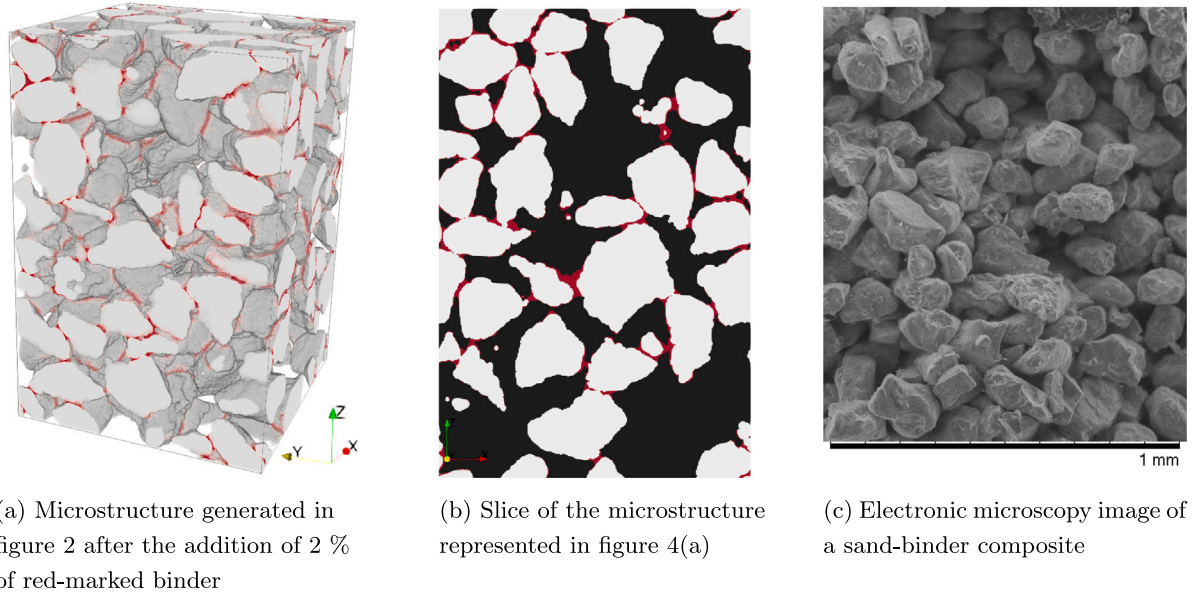 Z
X
Y
Z
X
1 mm
(a) Microstructure generated in
figure 2 after the addition of 2 %
of red-marked binder
(b) Slice of the microstructure
represented in figure 4(a)
(c) Electronic microscopy image of
a sand-binder composite